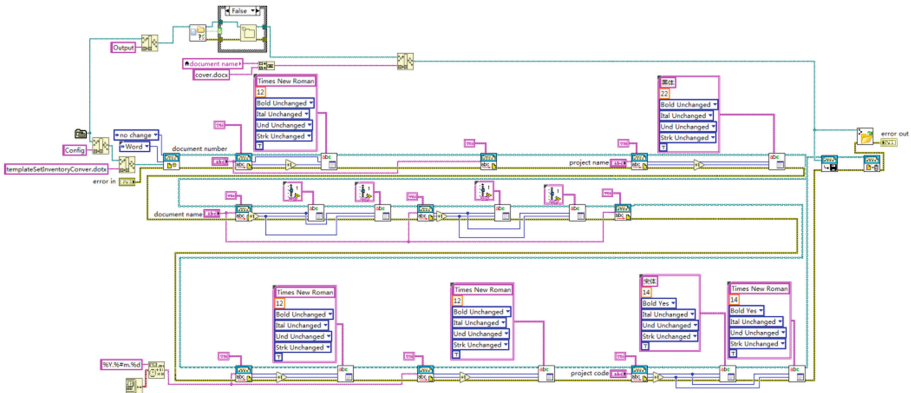 False
Output
document name
cover.docx
Times New Roman
12
Bold Unchanged
Ital Unchanged
Und Unchanged
Strk Unchanged
T
黑体
22
Bold Unchanged
Ital Unchanged
Und Unchanged
Strk Unchanged
T
error out
no change
Word
document number
abc
project name
abc
Config
templateSetInventoryConver.dotx
error in
document name
abc
Times New Roman
12
Bold Unchanged
Ital Unchanged
Und Unchanged
Strk Unchanged
T
Times New Roman
12
Bold Unchanged
Ital Unchanged
Und Unchanged
Strk Unchanged
T
宋体
14
Bold Yes
Ital Unchanged
Und Unchanged
Strk Unchanged
T
Times New Roman
14
Bold Yes
Ital Unchanged
Und Unchanged
Strk Unchanged
T
%Y.%#m.%d
project code
abc